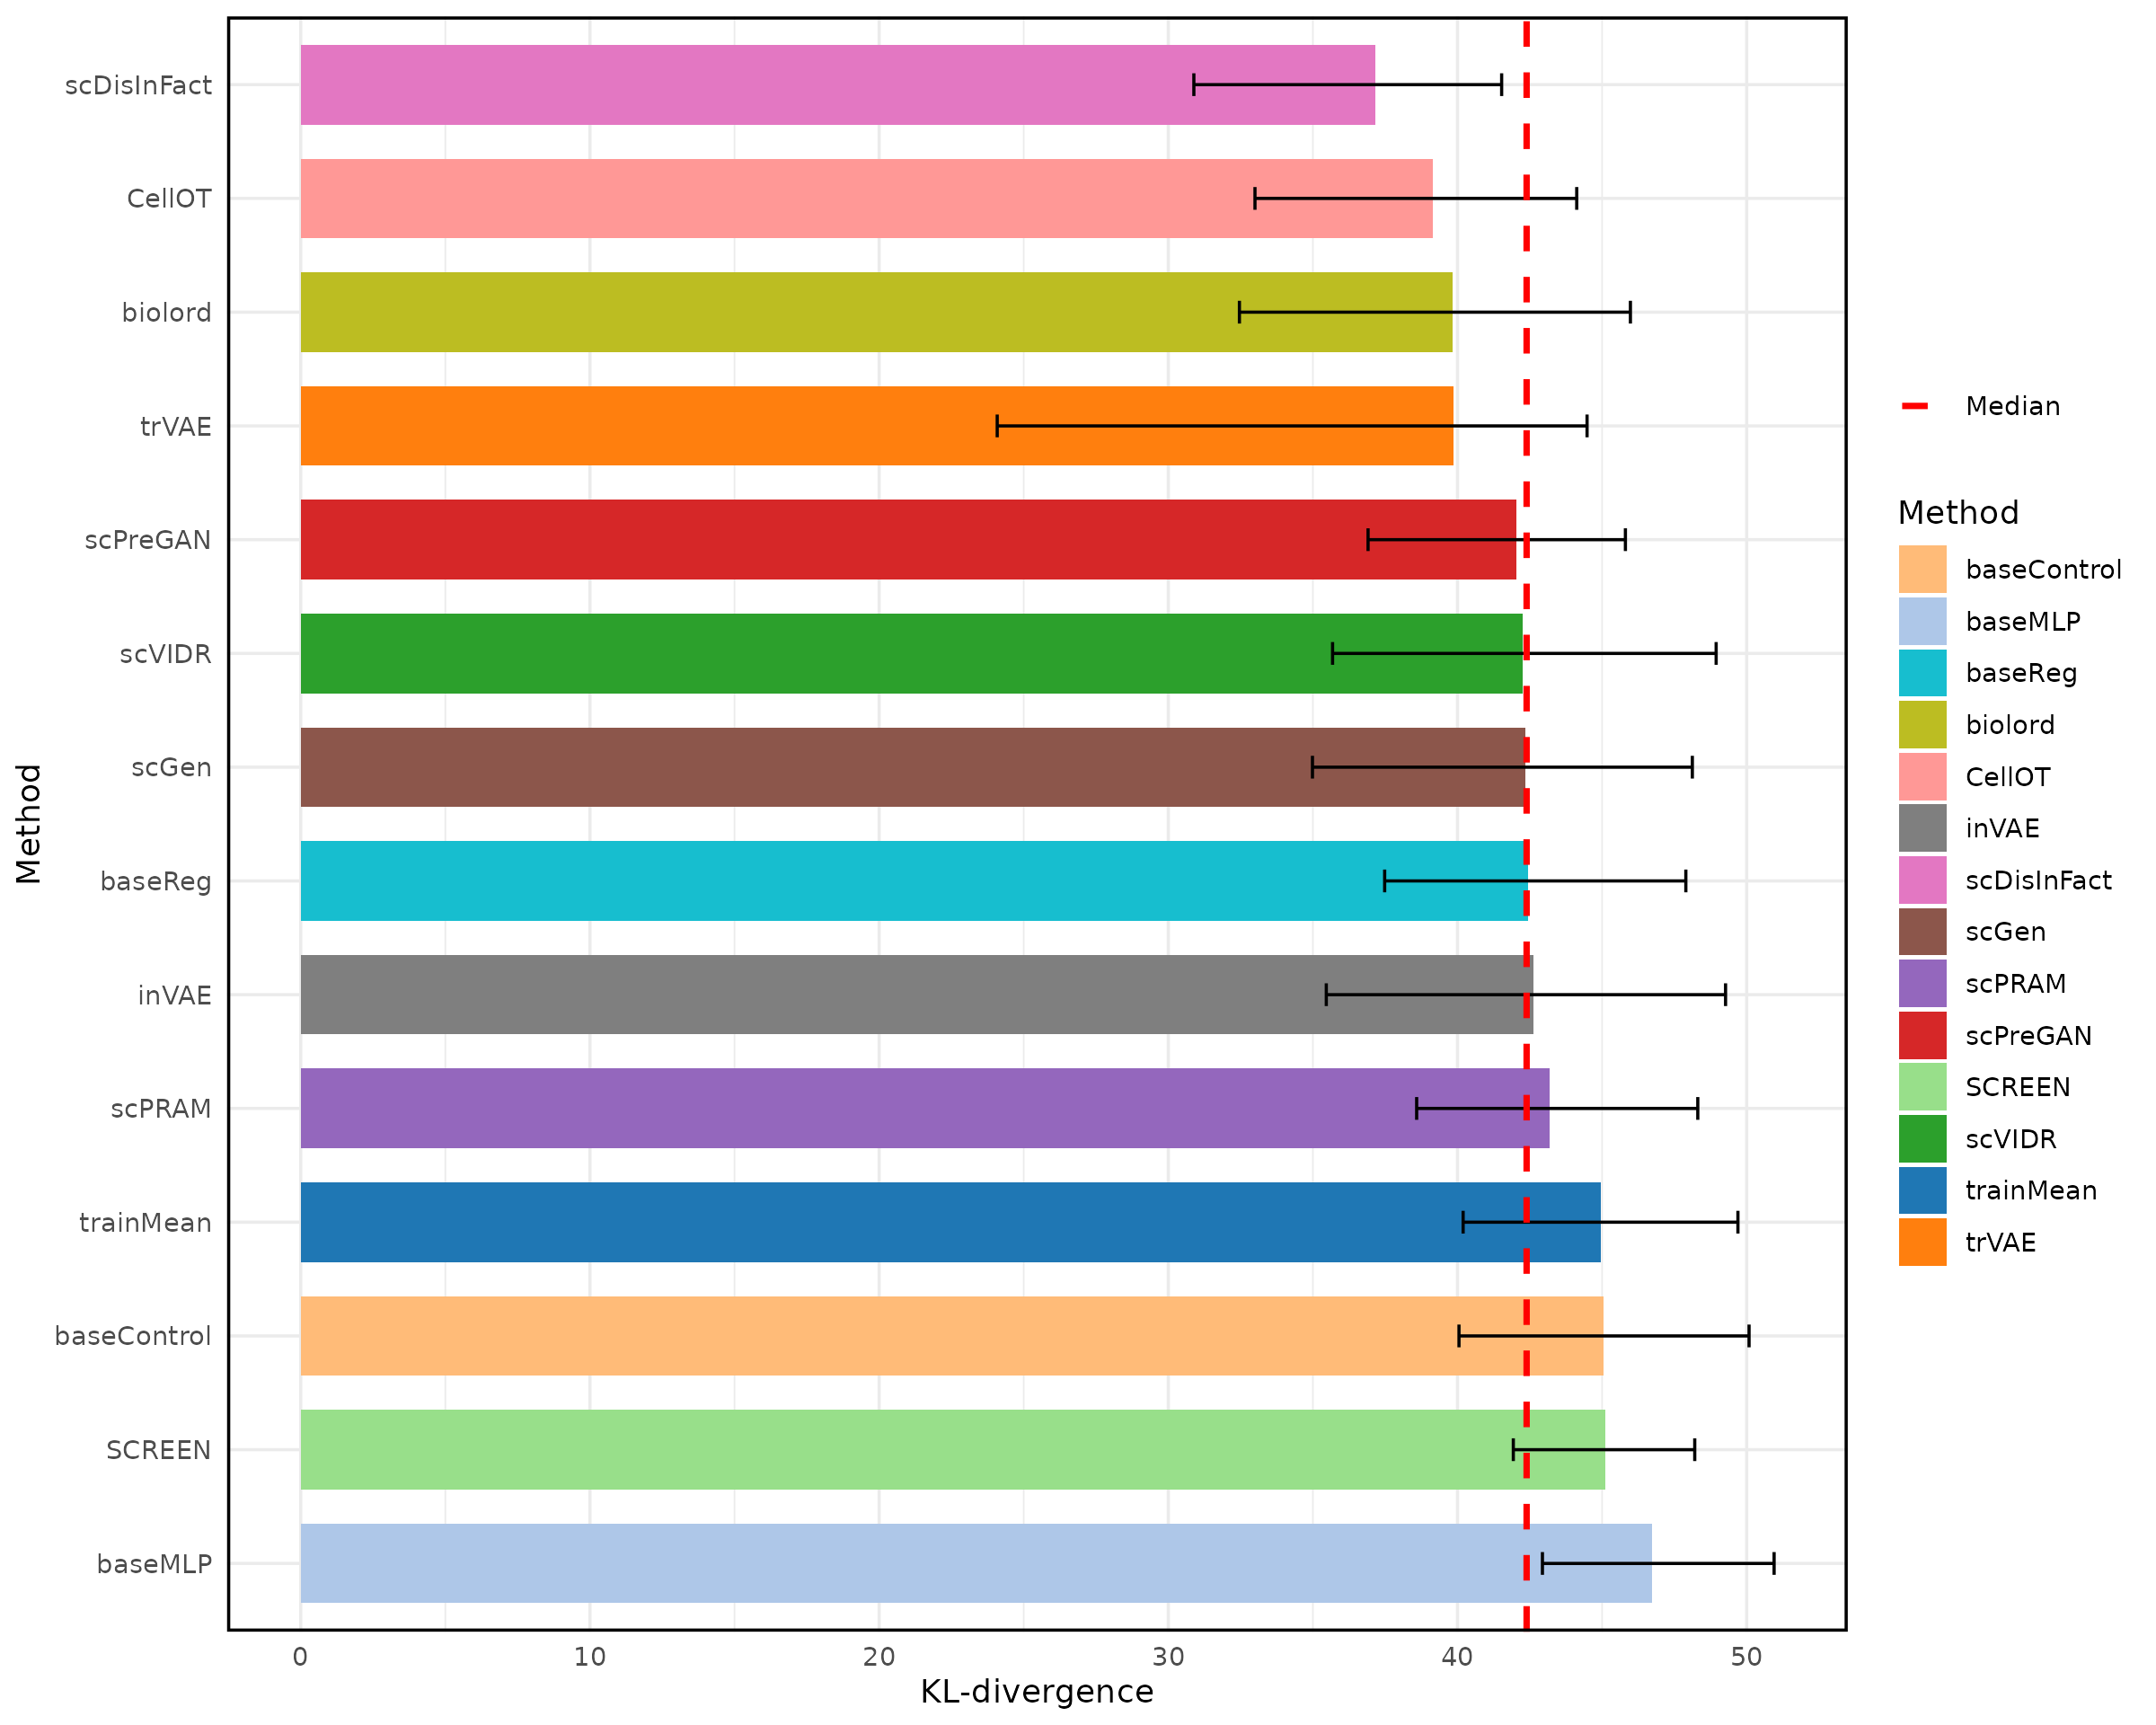 scDisInFact
CellOT
biolord
trVAE
scPreGAN
scVIDR
scGen
baseReg
inVAE
scPRAM
trainMean
baseControl
SCREEN
baseMLP
Method
0 10 20 30 40 50
KL-divergence
Median
Method
baseControl
baseMLP
baseReg
biolord
CellOT
inVAE
scDisInFact
scGen
scPRAM
scPreGAN
SCREEN
scVIDR
trainMean
trVAE